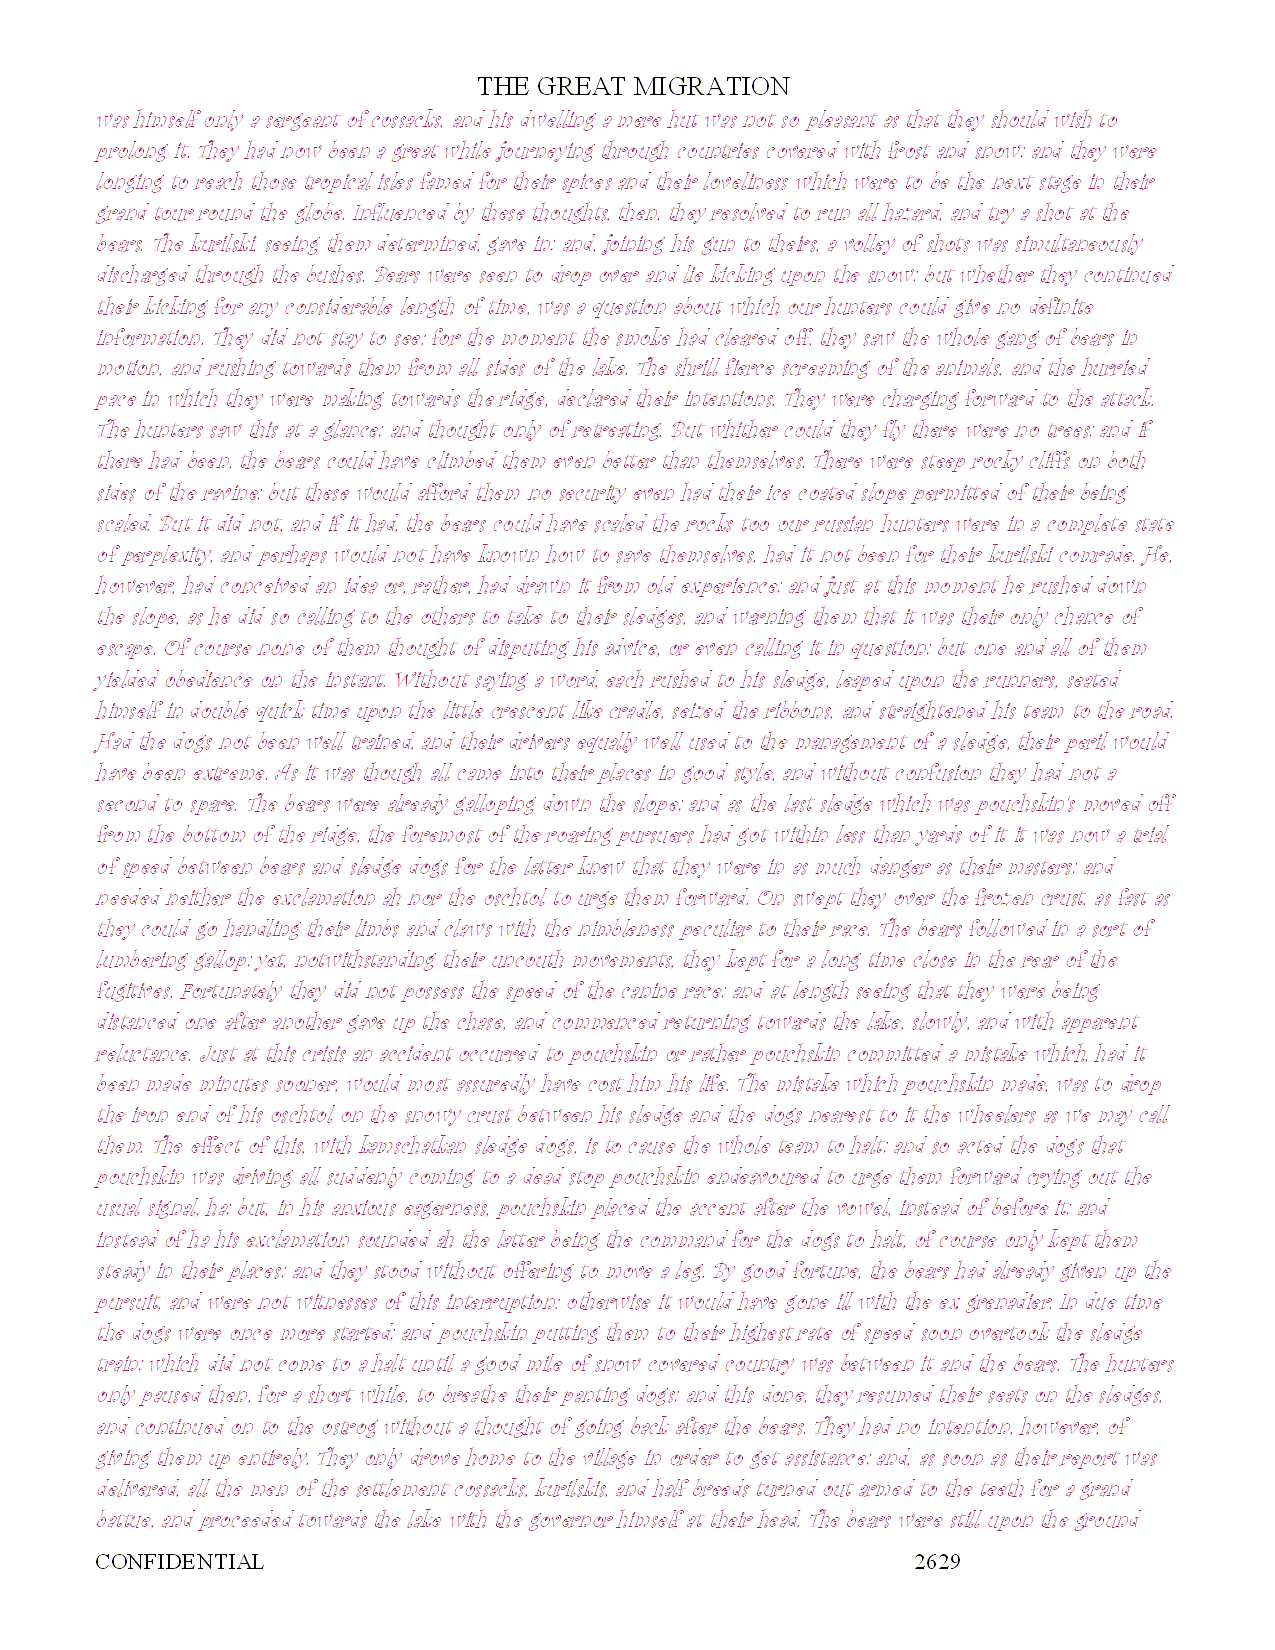 THE GREAT MIGRATION
was himself only a sergeant of cossacks, and his dwelling a mere hut was not so pleasant as that they should wish to
prolong it. They had now been a great while journeying through countries covered with frost and snow; and they were
longing to reach those tropical isles famed for their spices and their loveliness which were to be the next stage in their
grand tour round the globe. Influenced by these thoughts, then, they resolved to run all hazard, and try a shot at the
bears. The kurilski, seeing them determined, gave in; and, joining his gun to theirs, a volley of shots was simultaneously
discharged through the bushes. Bears were seen to drop over and lie kicking upon the snow; but whether they continued
their kicking for any considerable length of time, was a question about which our hunters could give no definite
information. They did not stay to see; for the moment the smoke had cleared off, they saw the whole gang of bears in
motion, and rushing towards them from all sides of the lake. The shrill fierce screaming of the animals, and the hurried
pace in which they were making towards the ridge, declared their intentions. They were charging forward to the attack.
The hunters saw this at a glance; and thought only of retreating. But whither could they fly there were no trees; and if
there had been, the bears could have climbed them even better than themselves. There were steep rocky cliffs on both
sides of the ravine; but these would afford them no security even had their ice coated slope permitted of their being
scaled. But it did not, and if it had, the bears could have scaled the rocks too our russian hunters were in a complete state
of perplexity, and perhaps would not have known how to save themselves, had it not been for their kurilski comrade. He,
however, had conceived an idea or, rather, had drawn it from old experience; and just at this moment he rushed down
the slope, as he did so calling to the others to take to their sledges, and warning them that it was their only chance of
escape. Of course none of them thought of disputing his advice, or even calling it in question; but one and all of them
yielded obedience on the instant. Without saying a word, each rushed to his sledge, leaped upon the runners, seated
himself in double quick time upon the little crescent like cradle, seized the ribbons, and straightened his team to the road.
Had the dogs not been well trained, and their drivers equally well used to the management of a sledge, their peril would
have been extreme. As it was though all came into their places in good style, and without confusion they had not a
second to spare. The bears were already galloping down the slope; and as the last sledge which was pouchskin's moved off
from the bottom of the ridge, the foremost of the roaring pursuers had got within less than yards of it it was now a trial
of speed between bears and sledge dogs for the latter knew that they were in as much danger as their masters; and
needed neither the exclamation ah nor the oschtol to urge them forward. On swept they over the frozen crust, as fast as
they could go handling their limbs and claws with the nimbleness peculiar to their race. The bears followed in a sort of
lumbering gallop; yet, notwithstanding their uncouth movements, they kept for a long time close in the rear of the
fugitives. Fortunately they did not possess the speed of the canine race; and at length seeing that they were being
distanced one after another gave up the chase, and commenced returning towards the lake, slowly, and with apparent
reluctance. Just at this crisis an accident occurred to pouchskin or rather pouchskin committed a mistake which, had it
been made minutes sooner, would most assuredly have cost him his life. The mistake which pouchskin made, was to drop
the iron end of his oschtol on the snowy crust between his sledge and the dogs nearest to it the wheelers as we may call
them. The effect of this, with kamschatkan sledge dogs, is to cause the whole team to halt; and so acted the dogs that
pouchskin was driving all suddenly coming to a dead stop pouchskin endeavoured to urge them forward crying out the
usual signal, ha; but, in his anxious eagerness, pouchskin placed the accent after the vowel, instead of before it; and
instead of ha his exclamation sounded ah the latter being the command for the dogs to halt, of course only kept them
steady in their places; and they stood without offering to move a leg. By good fortune, the bears had already given up the
pursuit, and were not witnesses of this interruption; otherwise it would have gone ill with the ex grenadier. In due time
the dogs were once more started; and pouchskin putting them to their highest rate of speed soon overtook the sledge
train; which did not come to a halt until a good mile of snow covered country was between it and the bears. The hunters
only paused then, for a short while, to breathe their panting dogs; and this done, they resumed their seats on the sledges,
and continued on to the ostrog without a thought of going back after the bears. They had no intention, however, of
giving them up entirely. They only drove home to the village in order to get assistance; and, as soon as their report was
delivered, all the men of the settlement cossacks, kurilskis, and half breeds turned out armed to the teeth for a grand
battue, and proceeded towards the lake with the governor himself at their head. The bears were still upon the ground
CONFIDENTIAL 2629